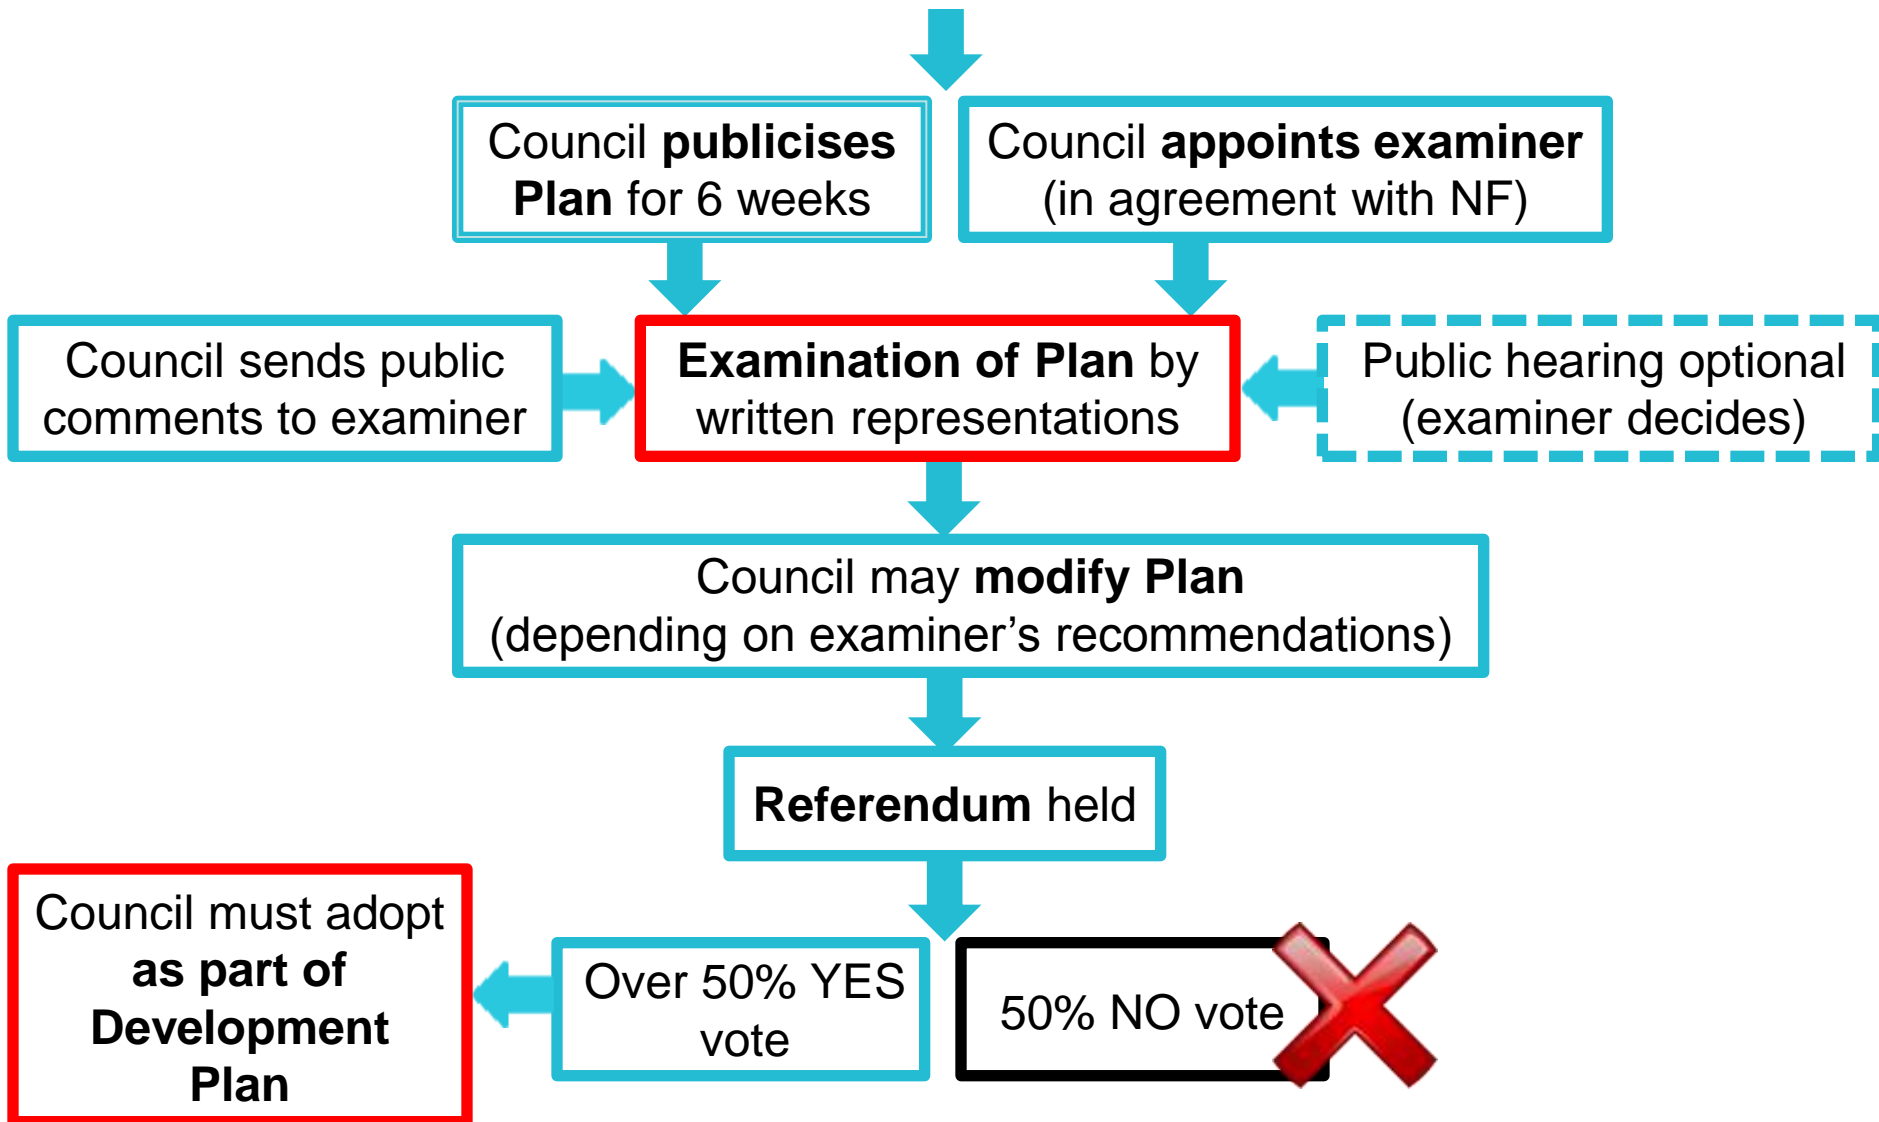 Council publicises
Plan for 6 weeks
Council appoints examiner
(in agreement with NF)
Council sends public
comments to examiner
Examination of Plan by
written representations
Public hearing optional
(examiner decides)
Council may modify Plan
(depending on examiner’s recommendations)
Referendum held
Council must adopt
as part of
Development
Plan
Over 50% YES
vote
50% NO vote